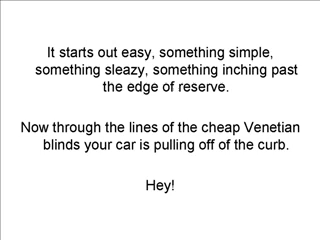 It starts out easy, something simple,
something sleazy, something inching past
the edge of reserve.
Now through the lines of the cheap Venetian
blinds your car is pulling off of the curb.
Hey!